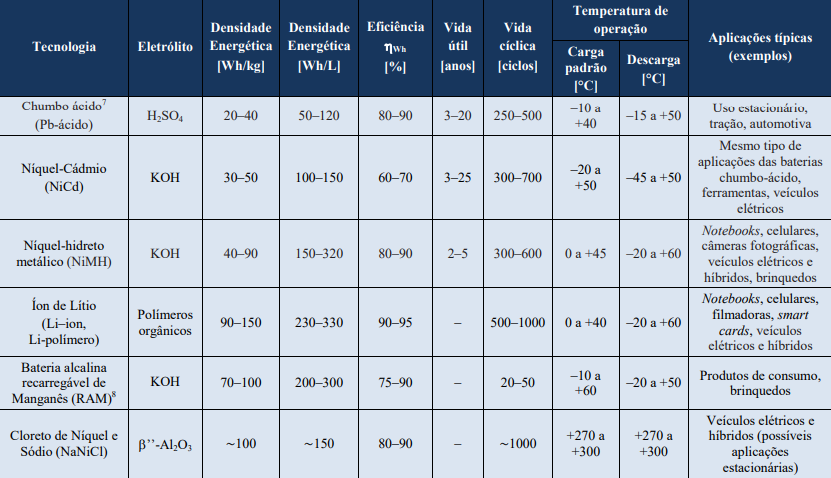 Tecnologia
Eletrólito
Densidade
Energética
[Wh/kg]
Densidade
Energética
[Wh/L]
Eficiência
ηWh
[%]
Vida
útil
[anos]
Vida
cíclica
[ciclos]
Temperatura de
operação
Carga
padrão
[°C]
Descarga
[°C]
Aplicações típicas
(exemplos)
Chumbo ácido⁷
(Pb-ácido)
H₂SO₄
20–40
50–120
80–90
3–20
250–500
–10 a
+40
–15 a +50
Uso estacionário,
tração, automotiva
Níquel-Cádmio
(NiCd)
KOH
30–50
100–150
60–70
3–25
300–700
–20 a
+50
–45 a +50
Mesmo tipo de
aplicações das baterias
chumbo-ácido,
ferramentas, veículos
elétricos
Níquel-hidreto
metálico (NiMH)
KOH
40–90
150–320
80–90
2–5
300–600
0 a +45
–20 a +60
Notebooks, celulares,
câmeras fotográficas,
veículos elétricos e
híbridos, brinquedos
Íon de Lítio
(Li–ion,
Li-polímero)
Polímeros
orgânicos
90–150
230–330
90–95
–
500–1000
0 a +40
–20 a +60
Notebooks, celulares,
filmadoras, smart
cards, veículos
elétricos e híbridos
Bateria alcalina
recarregável de
Manganês (RAM)⁸
KOH
70–100
200–300
75–90
–
20–50
–10 a
+60
–20 a +50
Produtos de consumo,
brinquedos
Cloreto de Níquel e
Sódio (NaNiCl)
β’’-Al₂O₃
~100
~150
80–90
–
~1000
+270 a
+300
+270 a
+300
Veículos elétricos e
híbridos (possíveis
aplicações
estacionárias)